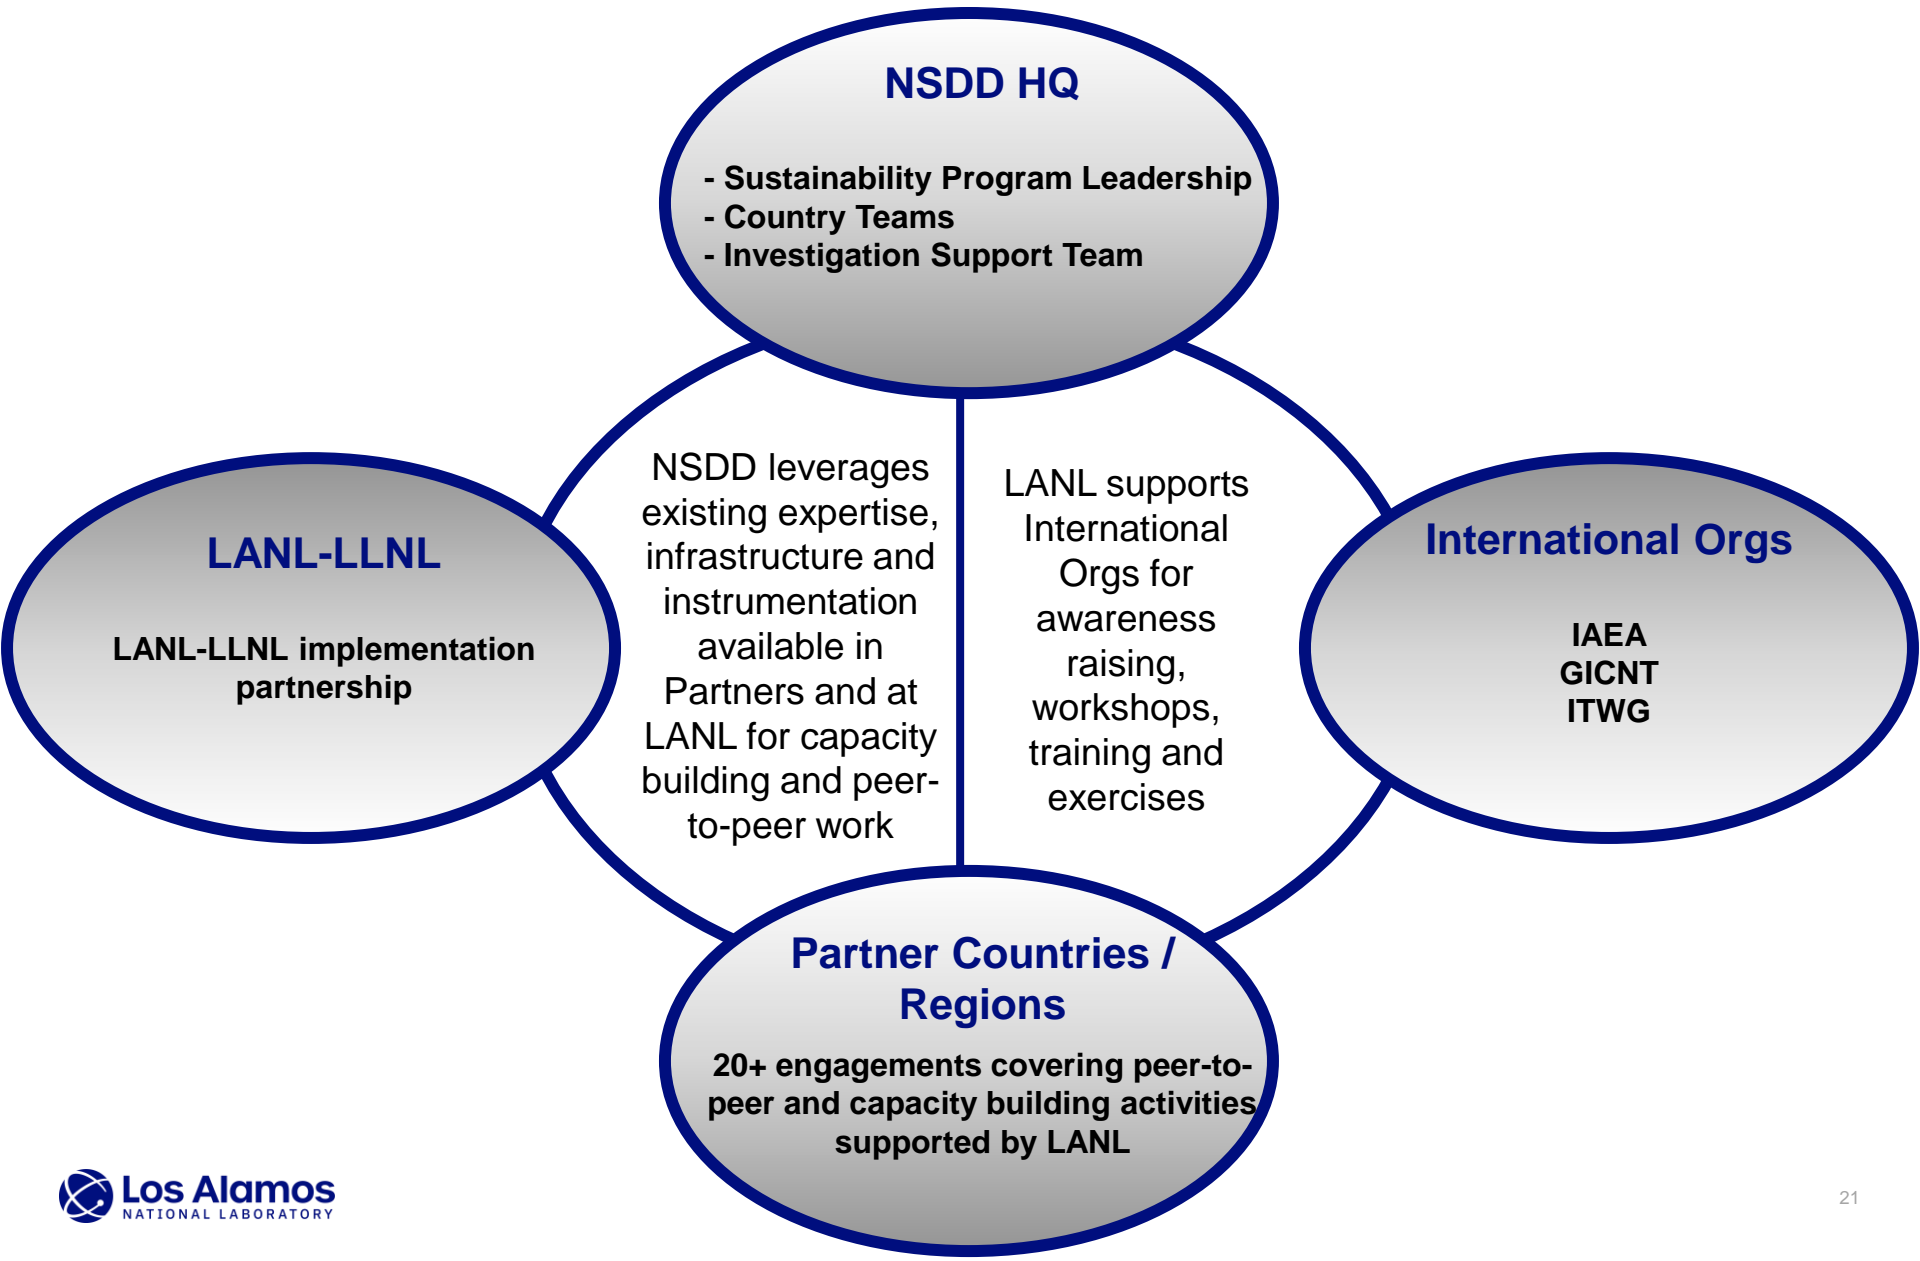 NSDD HQ
- Sustainability Program Leadership
- Country Teams
- Investigation Support Team
LANL-LLNL
LANL-LLNL implementation
partnership
NSDD leverages
existing expertise,
infrastructure and
instrumentation
available in
Partners and at
LANL for capacity
building and peer-
to-peer work
LANL supports
International
Orgs for
awareness
raising,
workshops,
training and
exercises
International Orgs
IAEA
GICNT
ITWG
Partner Countries /
Regions
20+ engagements covering peer-to-
peer and capacity building activities
supported by LANL
Los Alamos
NATIONAL LABORATORY
21